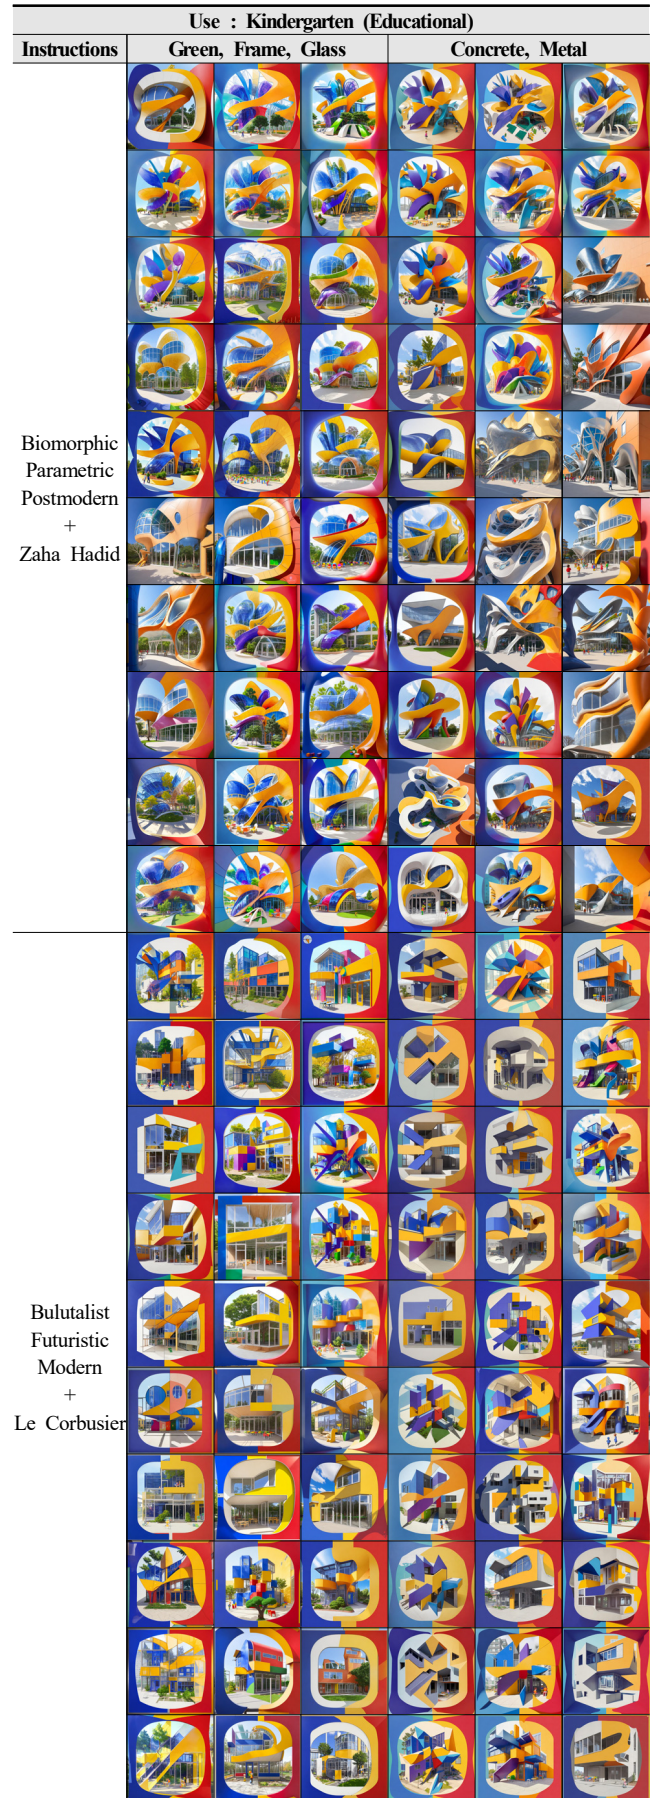 Use : Kindergarten (Educational)
Instructions
Green, Frame, Glass
Concrete, Metal
Biomorphic
Parametric
Postmodern
+
Zaha Hadid
Bulutalist
Futuristic
Modern
+
Le Corbusier